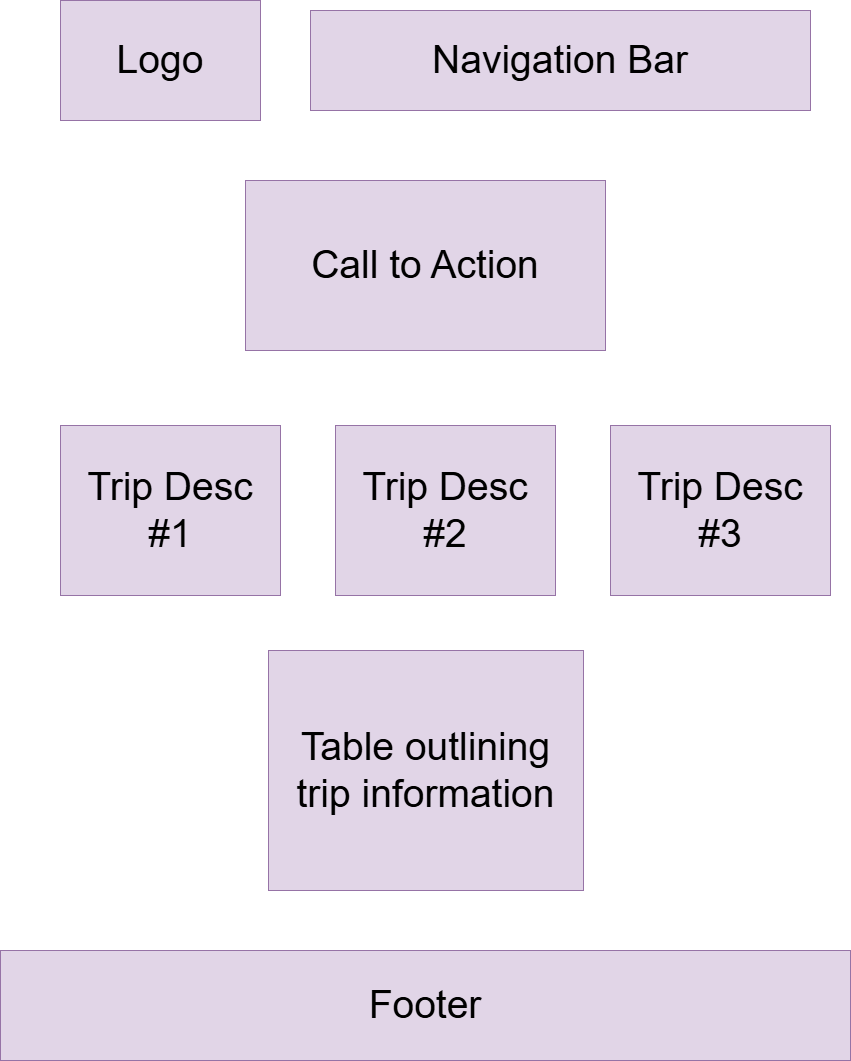 Logo
Navigation Bar
Call to Action
Trip Desc
#1
Trip Desc
#2
Trip Desc
#3
Table outlining
trip information
Footer